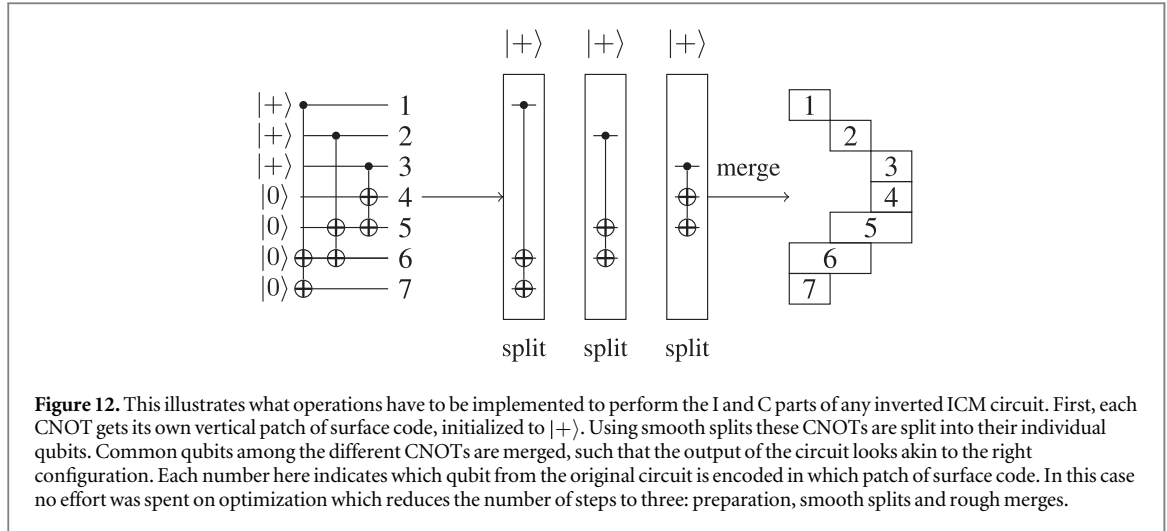 |+⟩ |+⟩ |+⟩
|+⟩ 1 1
|+⟩ 2 2
|+⟩ 3 merge 3
|0⟩ 4 4
|0⟩ 5 5
|0⟩ 6 6
|0⟩ 7 7
split split split
Figure 12. This illustrates what operations have to be implemented to perform the I and C parts of any inverted ICM circuit. First, each
CNOT gets its own vertical patch of surface code, initialized to |+⟩. Using smooth splits these CNOTs are split into their individual
qubits. Common qubits among the different CNOTs are merged, such that the output of the circuit looks akin to the right
configuration. Each number here indicates which qubit from the original circuit is encoded in which patch of surface code. In this case
no effort was spent on optimization which reduces the number of steps to three: preparation, smooth splits and rough merges.